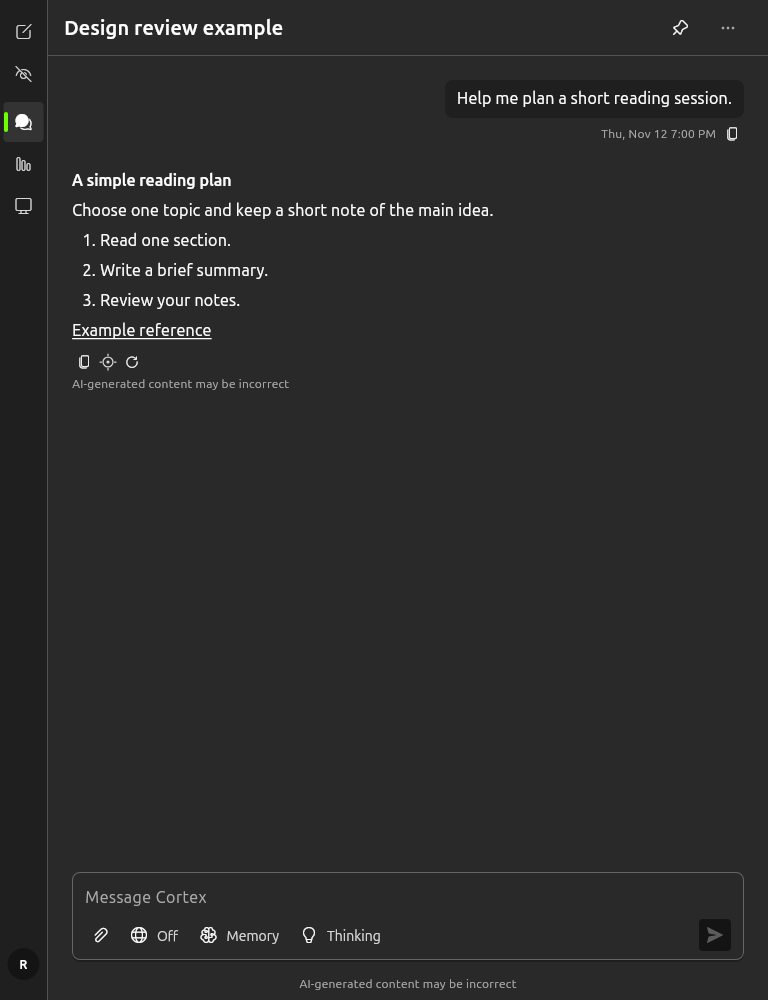 Design review example
Help me plan a short reading session.
Thu, Nov 12 7:00 PM
A simple reading plan
Choose one topic and keep a short note of the main idea.
1. Read one section.
2. Write a brief summary.
3. Review your notes.
Example reference
AI-generated content may be incorrect
Message Cortex
Off Memory Thinking
R
AI-generated content may be incorrect